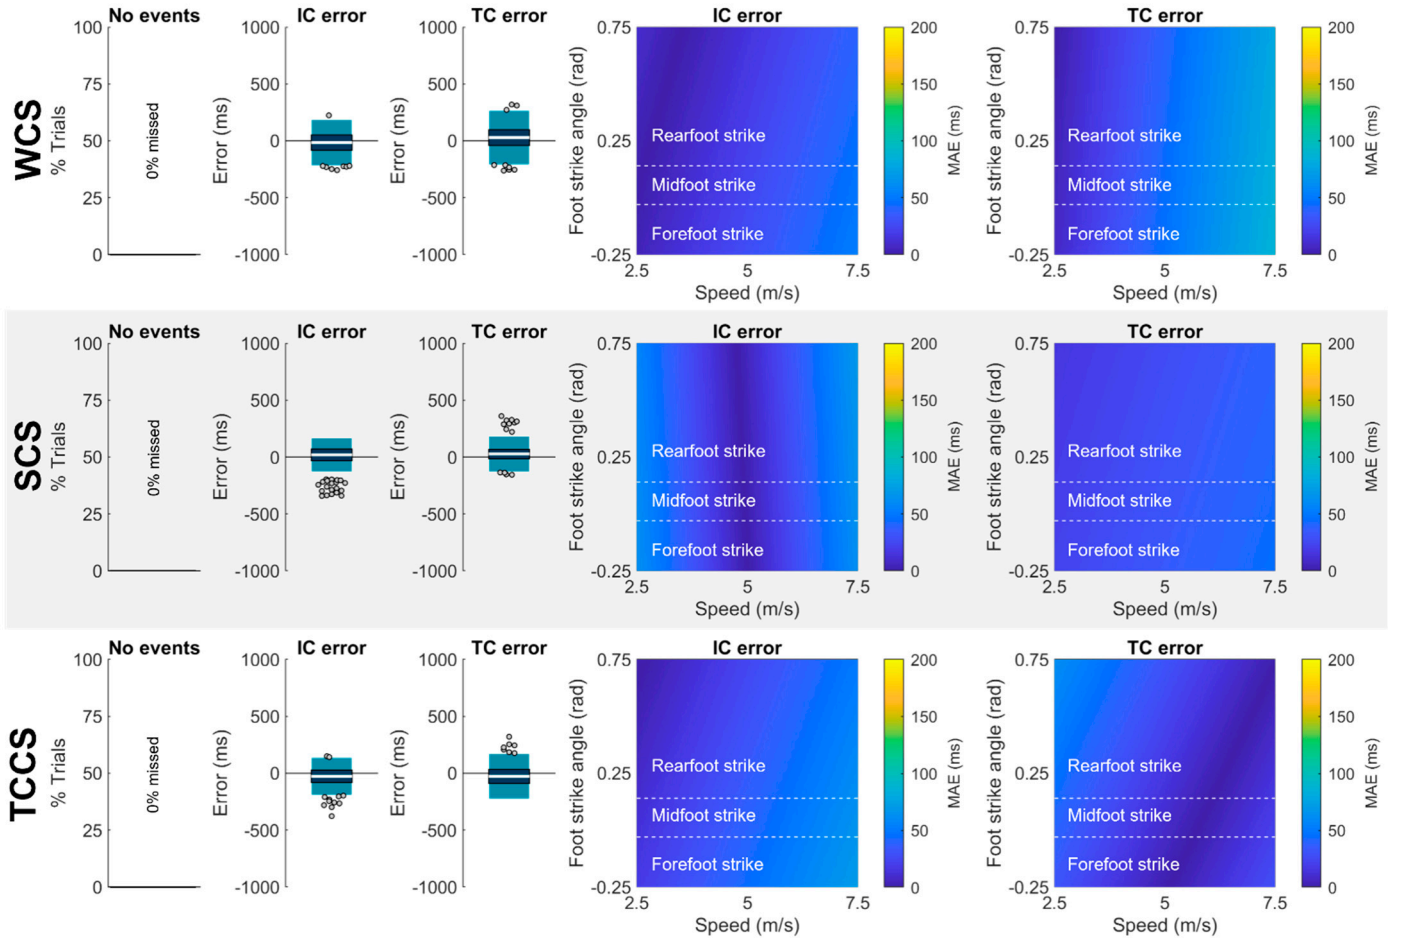 No events IC error TC error IC error TC error
WCS
% Trials
100
75
50
25
0
0% missed
Error (ms)
1000
500
0
-500
-1000
Error (ms)
1000
500
0
-500
-1000
Foot strike angle (rad)
0.75
0.25
-0.25
Rearfoot strike
Midfoot strike
Forefoot strike
2.5 5 7.5
Speed (m/s)
200
150
100
50
0
MAE (ms)
Foot strike angle (rad)
0.75
0.25
-0.25
Rearfoot strike
Midfoot strike
Forefoot strike
2.5 5 7.5
Speed (m/s)
200
150
100
50
0
MAE (ms)
No events IC error TC error IC error TC error
SCS
% Trials
100
75
50
25
0
0% missed
Error (ms)
1000
500
0
-500
-1000
Error (ms)
1000
500
0
-500
-1000
Foot strike angle (rad)
0.75
0.25
-0.25
Rearfoot strike
Midfoot strike
Forefoot strike
2.5 5 7.5
Speed (m/s)
200
150
100
50
0
MAE (ms)
Foot strike angle (rad)
0.75
0.25
-0.25
Rearfoot strike
Midfoot strike
Forefoot strike
2.5 5 7.5
Speed (m/s)
200
150
100
50
0
MAE (ms)
No events IC error TC error IC error TC error
TCCS
% Trials
100
75
50
25
0
0% missed
Error (ms)
1000
500
0
-500
-1000
Error (ms)
1000
500
0
-500
-1000
Foot strike angle (rad)
0.75
0.25
-0.25
Rearfoot strike
Midfoot strike
Forefoot strike
2.5 5 7.5
Speed (m/s)
200
150
100
50
0
MAE (ms)
Foot strike angle (rad)
0.75
0.25
-0.25
Rearfoot strike
Midfoot strike
Forefoot strike
2.5 5 7.5
Speed (m/s)
200
150
100
50
0
MAE (ms)